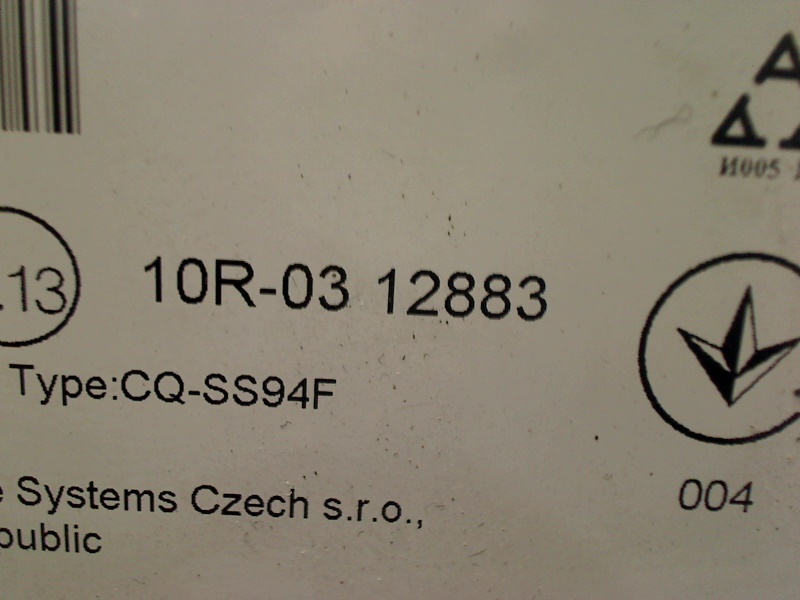 И005
.13 10R-03 12883
Type:CQ-SS94F
004
e Systems Czech s.r.o.,
public